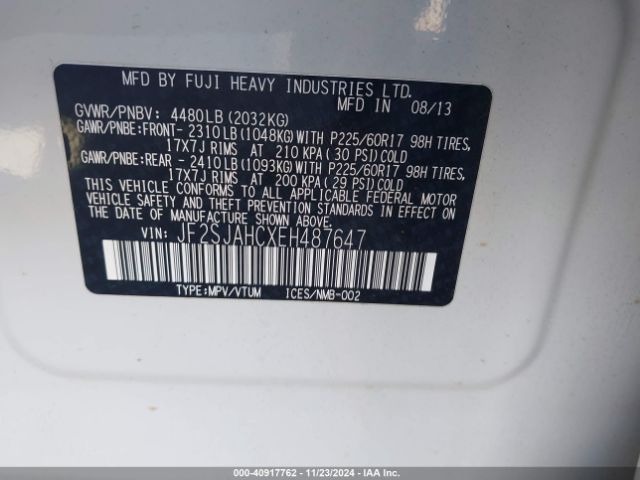 MFD BY FUJI HEAVY INDUSTRIES LTD.
MFD IN 08/13
GVWR/PNBV: 4480LB(2032KG)
GAWR/PNBE:FRONT- 2310LB(1048KG)WITH P225/60R17 98H TIRES,
17X7J RIMS AT 210 KPA(30 PSI)COLD
GAWR/PNBE:REAR - 2410LB(1093KG)WITH P225/60R17 98H TIRES,
17X7J RIMS AT 200 KPA(29 PSI)COLD
THIS VEHICLE CONFORMS TO ALL APPLICABLE FEDERAL MOTOR
VEHICLE SAFETY AND THEFT PREVENTION STANDARDS IN
EFFECT ON THE DATE OF MANUFACTURE SHOWN ABOVE.
VIN: JF2SJAHCXEH487647
TYPE:MPV/VTUM ICES/NMB-002
000-40917762 - 11/23/2024 - COPYRIGHT IAA